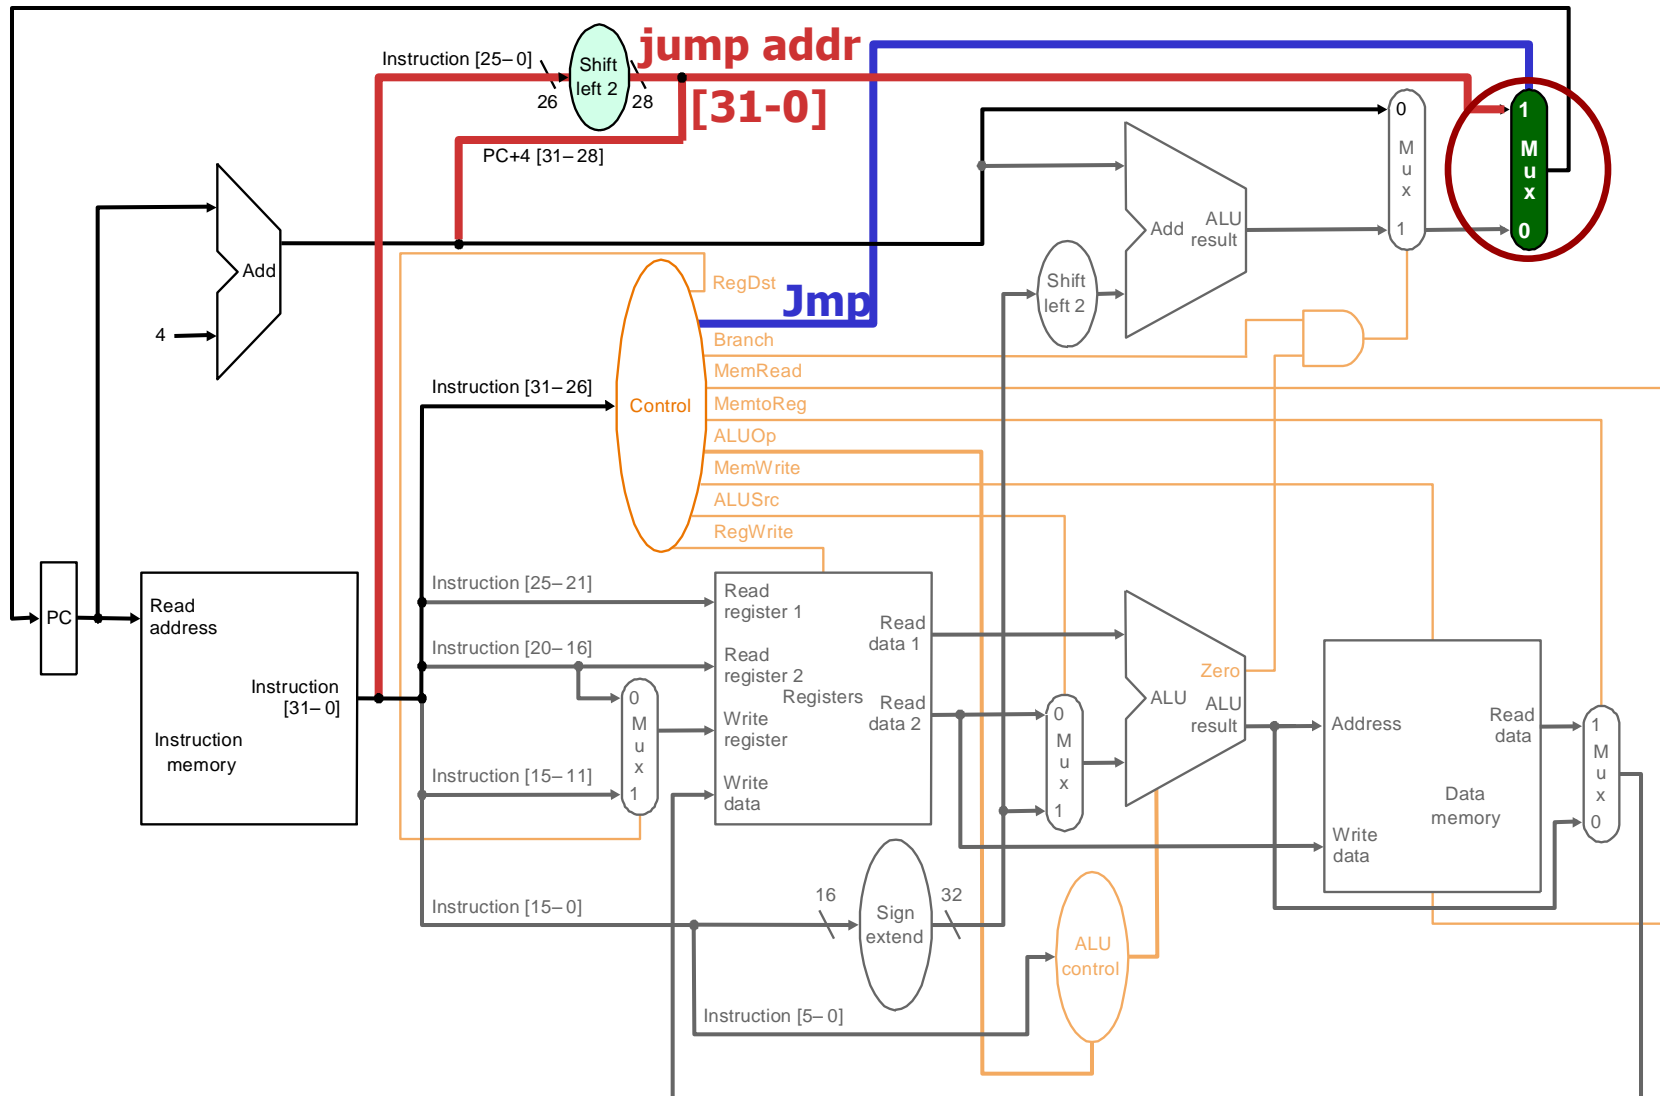 jump addr
Instruction [25–0]
Shift
left 2
26
28
[31-0]
PC+4 [31–28]
0
M
u
x
1
1
M
u
x
0
Add
ALU
result
Add
4
Shift
left 2
RegDst
Jmp
Branch
MemRead
MemtoReg
ALUOp
MemWrite
ALUSrc
RegWrite
Instruction [31–26]
Control
PC
Read
address
Instruction
[31–0]
Instruction
memory
Instruction [25–21]
Instruction [20–16]
Instruction [15–11]
Instruction [15–0]
0
M
u
x
1
Read
register 1
Read
register 2
Registers
Write
register
Write
data
Read
data 1
Read
data 2
0
M
u
x
1
Zero
ALU
ALU
result
Address
Read
data
Data
memory
Write
data
1
M
u
x
0
16
Sign
extend
32
ALU
control
Instruction [5–0]